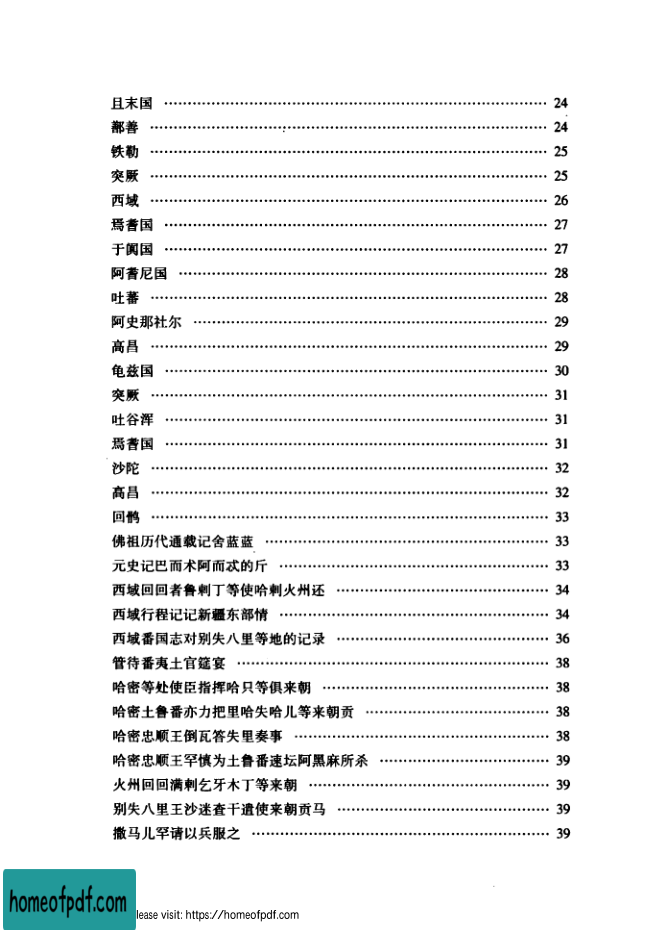 且末国 …………………………………………………………………… 24
鄯善 …………………………………………………………………… 24
铁勒 …………………………………………………………………… 25
突厥 …………………………………………………………………… 25
西域 …………………………………………………………………… 26
焉耆国 …………………………………………………………………… 27
于阗国 …………………………………………………………………… 27
阿耆尼国 …………………………………………………………………… 28
吐蕃 …………………………………………………………………… 28
阿史那社尔 ………………………………………………………………… 29
高昌 …………………………………………………………………… 29
龟兹国 …………………………………………………………………… 30
突厥 …………………………………………………………………… 31
吐谷浑 …………………………………………………………………… 31
焉耆国 …………………………………………………………………… 31
沙陀 …………………………………………………………………… 32
高昌 …………………………………………………………………… 32
回鹘 …………………………………………………………………… 33
佛祖历代通载记舍蓝蓝 …………………………………………………… 33
元史记巴而术阿而忒的斤 ………………………………………………… 33
西域回回者鲁剌丁等使哈剌火州还 ……………………………………… 34
西域行程记记新疆东部情 ………………………………………………… 34
西域番国志对别失八里等地的记录 ……………………………………… 36
管待番夷土官筵宴 ………………………………………………………… 38
哈密等处使臣指挥哈只等俱来朝 ………………………………………… 38
哈密土鲁番亦力把里哈失哈儿等来朝贡 ………………………………… 38
哈密忠顺王倒瓦答失里奏事 ……………………………………………… 38
哈密忠顺王罕慎为土鲁番速坛阿黑麻所杀 ……………………………… 39
火州回回满剌乞牙木丁等来朝 …………………………………………… 39
别失八里王沙迷查干遣使来朝贡马 ……………………………………… 39
撒马儿罕请以兵服之 ……………………………………………………… 39
homeofpdf.com
lease visit: https://homeofpdf.com